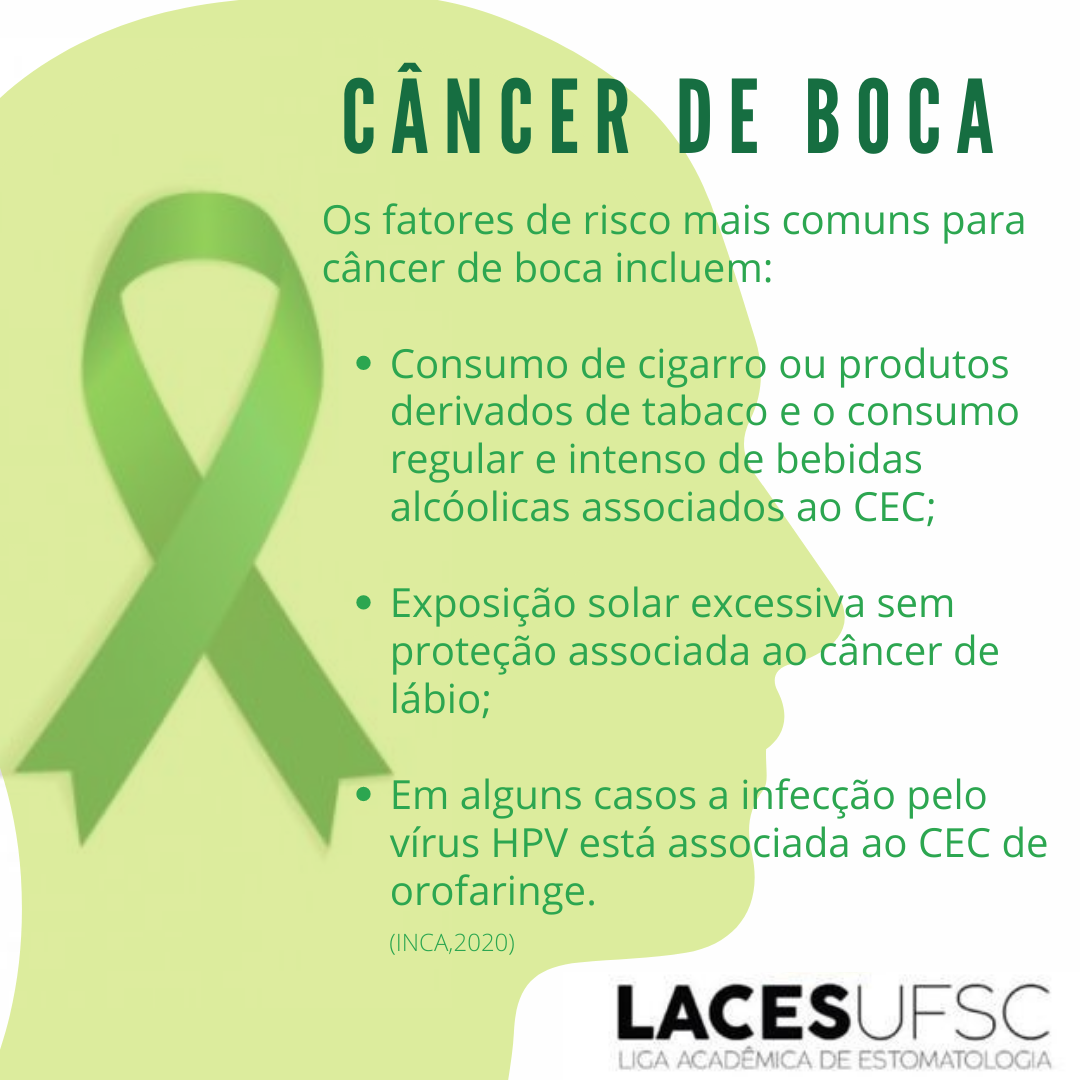 CÂNCER DE BOCA
Os fatores de risco mais comuns para
câncer de boca incluem:
• Consumo de cigarro ou produtos
derivados de tabaco e o consumo
regular e intenso de bebidas
alcóolicas associados ao CEC;
• Exposição solar excessiva sem
proteção associada ao câncer de
lábio;
• Em alguns casos a infecção pelo
vírus HPV está associada ao CEC de
orofaringe.
(INCA,2020)
LACESUFSC
LIGA ACADÊMICA DE ESTOMATOLOGIA